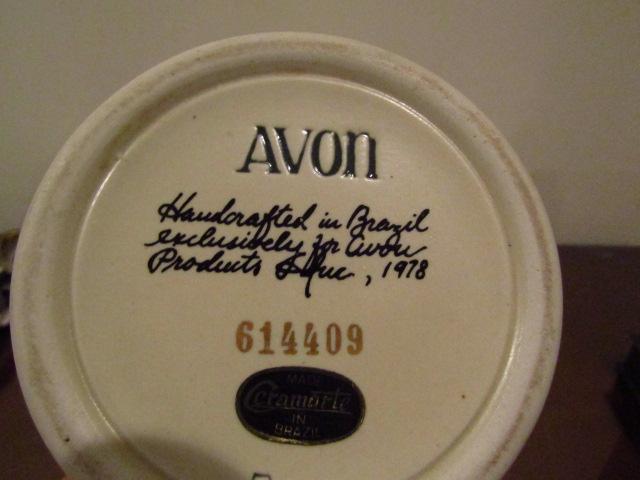 AVON
Handcrafted in Brazil
exclusively for Avon
Products Inc, 1978
614409
MADE
Ceramarte
IN
BRAZIL